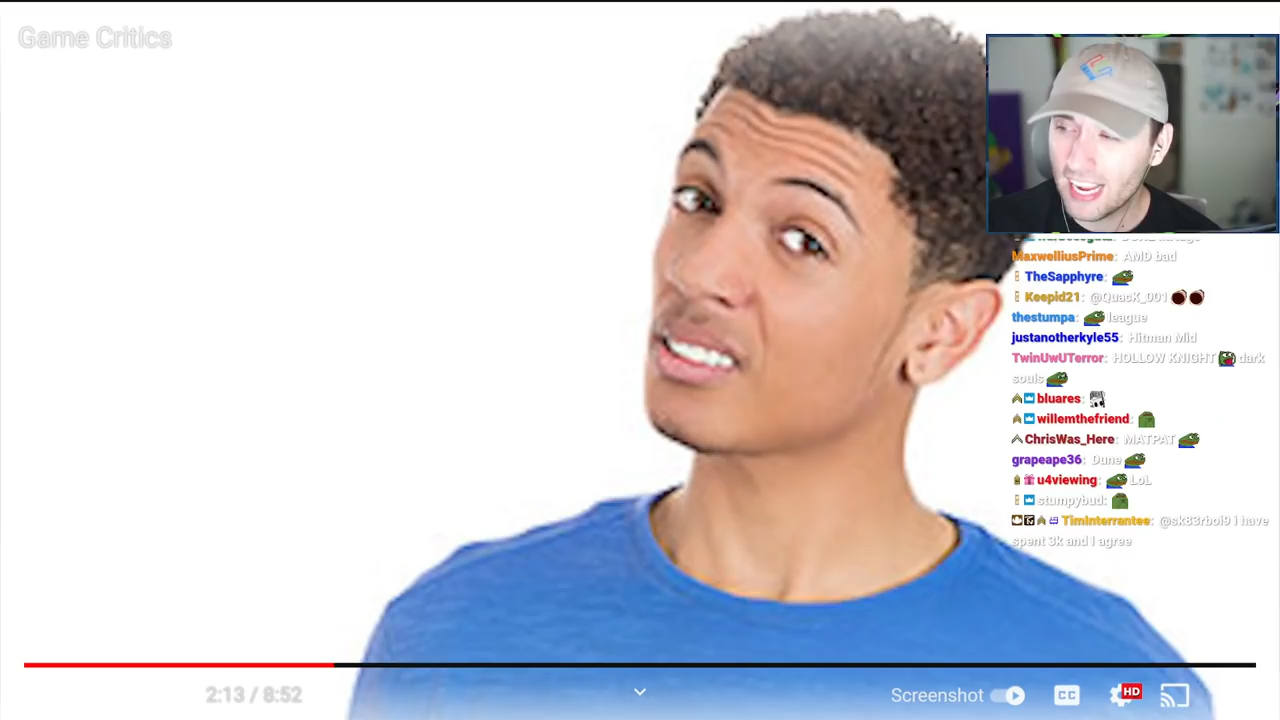 Game Critics
MaxwelliusPrime: AMD bad
TheSapphyre:
Keepid21: @QuacK_001
thestumpa: league
justanotherkyle55: Hitman Mid
TwinUwUTerror: HOLLOW KNIGHT dark
souls
bluares:
willemthefriend:
ChrisWas_Here: MATPAT
grapeape36: Dune
u4viewing: LoL
stumpybud:
TimInterrantee: @sk83rboi9 i have
spent 3k and I agree
2:13 / 8:52
Screenshot
CC
HD